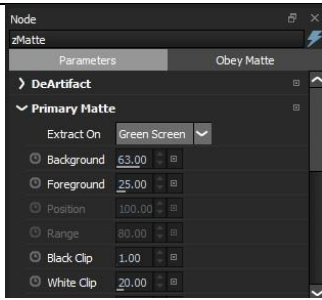 Node
zMatte
Parameters Obey Matte
DeArtifact
Primary Matte
Extract On Green Screen
Background 63.00
Foreground 25.00
Position 100.00
Range 80.00
Black Clip 1.00
White Clip 20.00